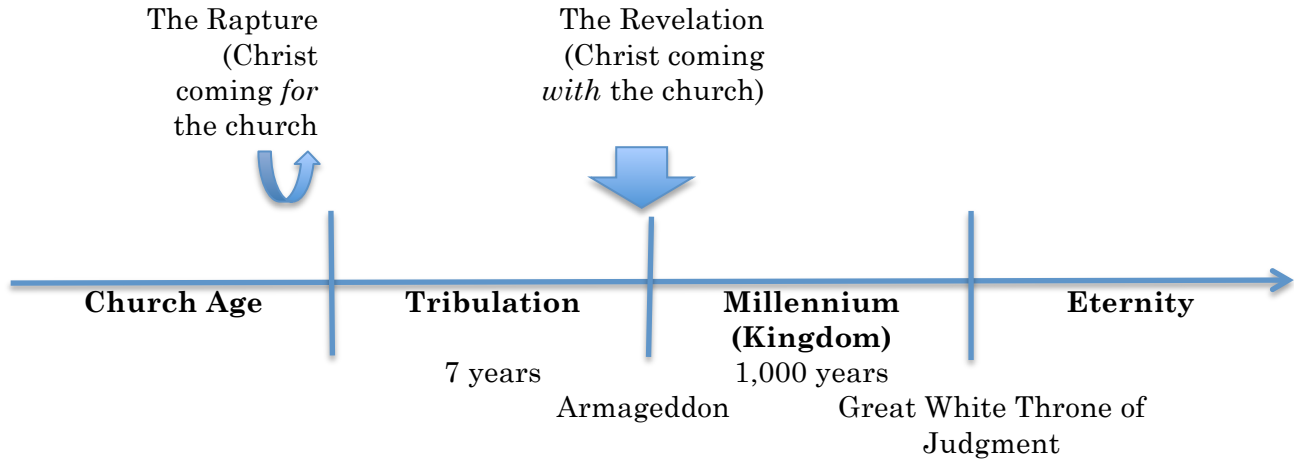 The Rapture
(Christ
coming for
the church
The Revelation
(Christ coming
with the church)
Church Age
Tribulation
Millennium
(Kingdom)
Eternity
7 years
1,000 years
Armageddon
Great White Throne of
Judgment